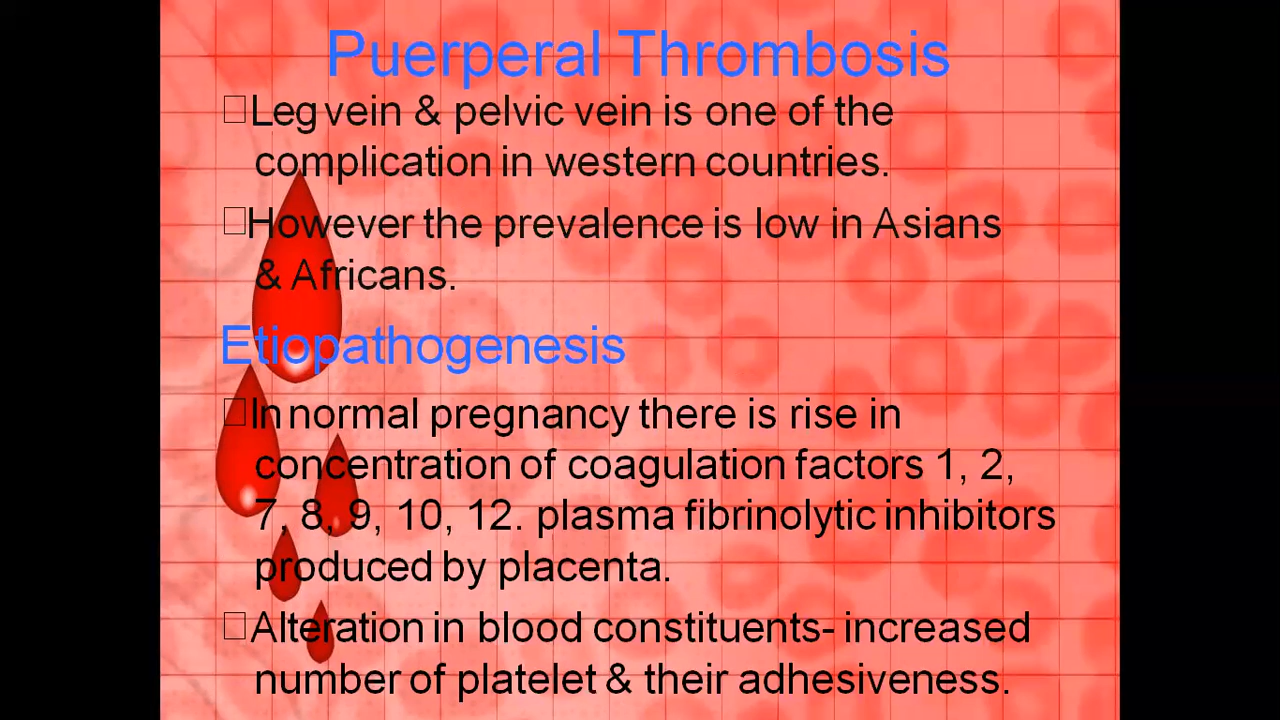 Puerperal Thrombosis
Leg vein & pelvic vein is one of the
complication in western countries.
However the prevalence is low in Asians
& Africans.
Etiopathogenesis
In normal pregnancy there is rise in
concentration of coagulation factors 1, 2,
7, 8, 9, 10, 12. plasma fibrinolytic inhibitors
produced by placenta.
Alteration in blood constituents- increased
number of platelet & their adhesiveness.